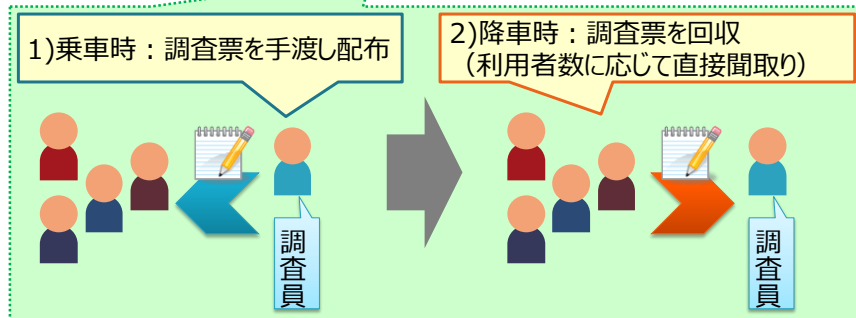 1)乗車時：調査票を手渡し配布
2)降車時：調査票を回収
（利用者数に応じて直接聞取り）
調査員
調査員